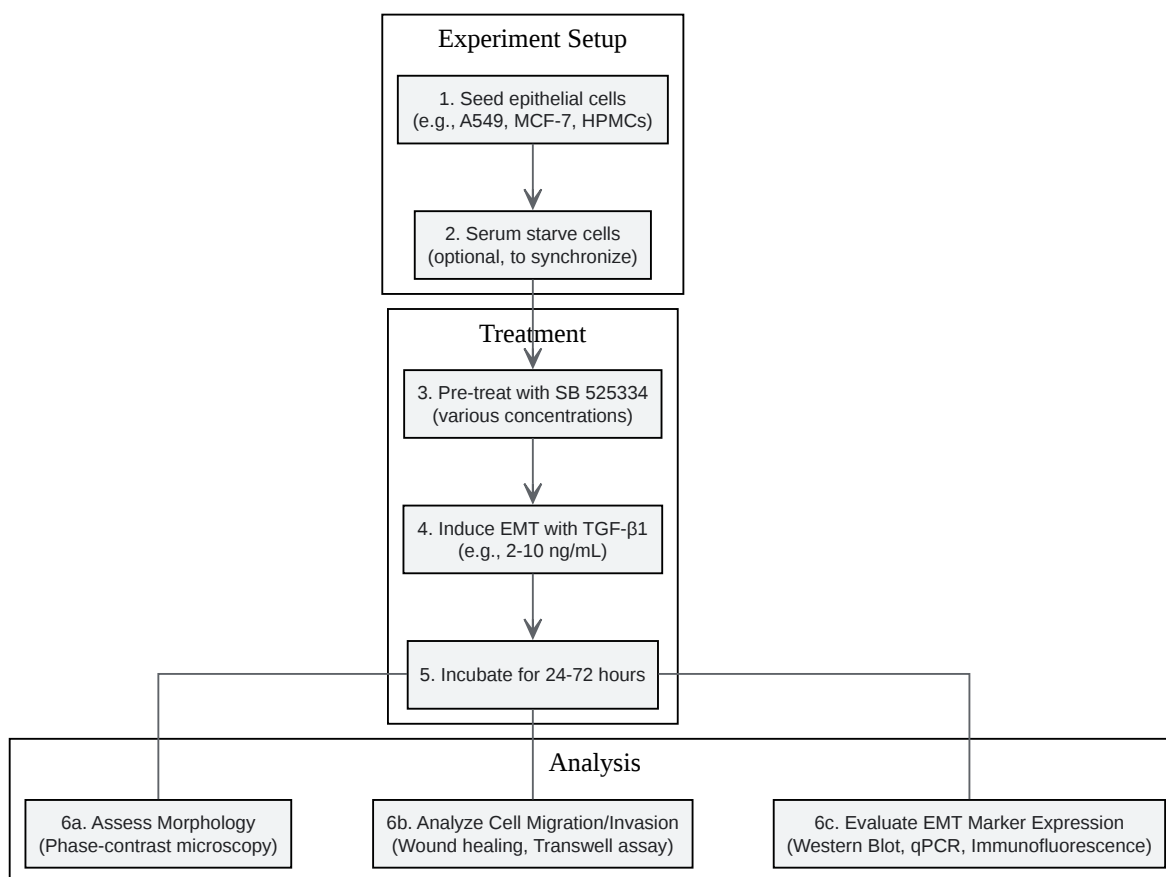 Experiment Setup
1. Seed epithelial cells
(e.g., A549, MCF-7, HPMCs)
2. Serum starve cells
(optional, to synchronize)
Treatment
3. Pre-treat with SB 525334
(various concentrations)
4. Induce EMT with TGF-β1
(e.g., 2-10 ng/mL)
5. Incubate for 24-72 hours
Analysis
6a. Assess Morphology
(Phase-contrast microscopy)
6b. Analyze Cell Migration/Invasion
(Wound healing, Transwell assay)
6c. Evaluate EMT Marker Expression
(Western Blot, qPCR, Immunofluorescence)